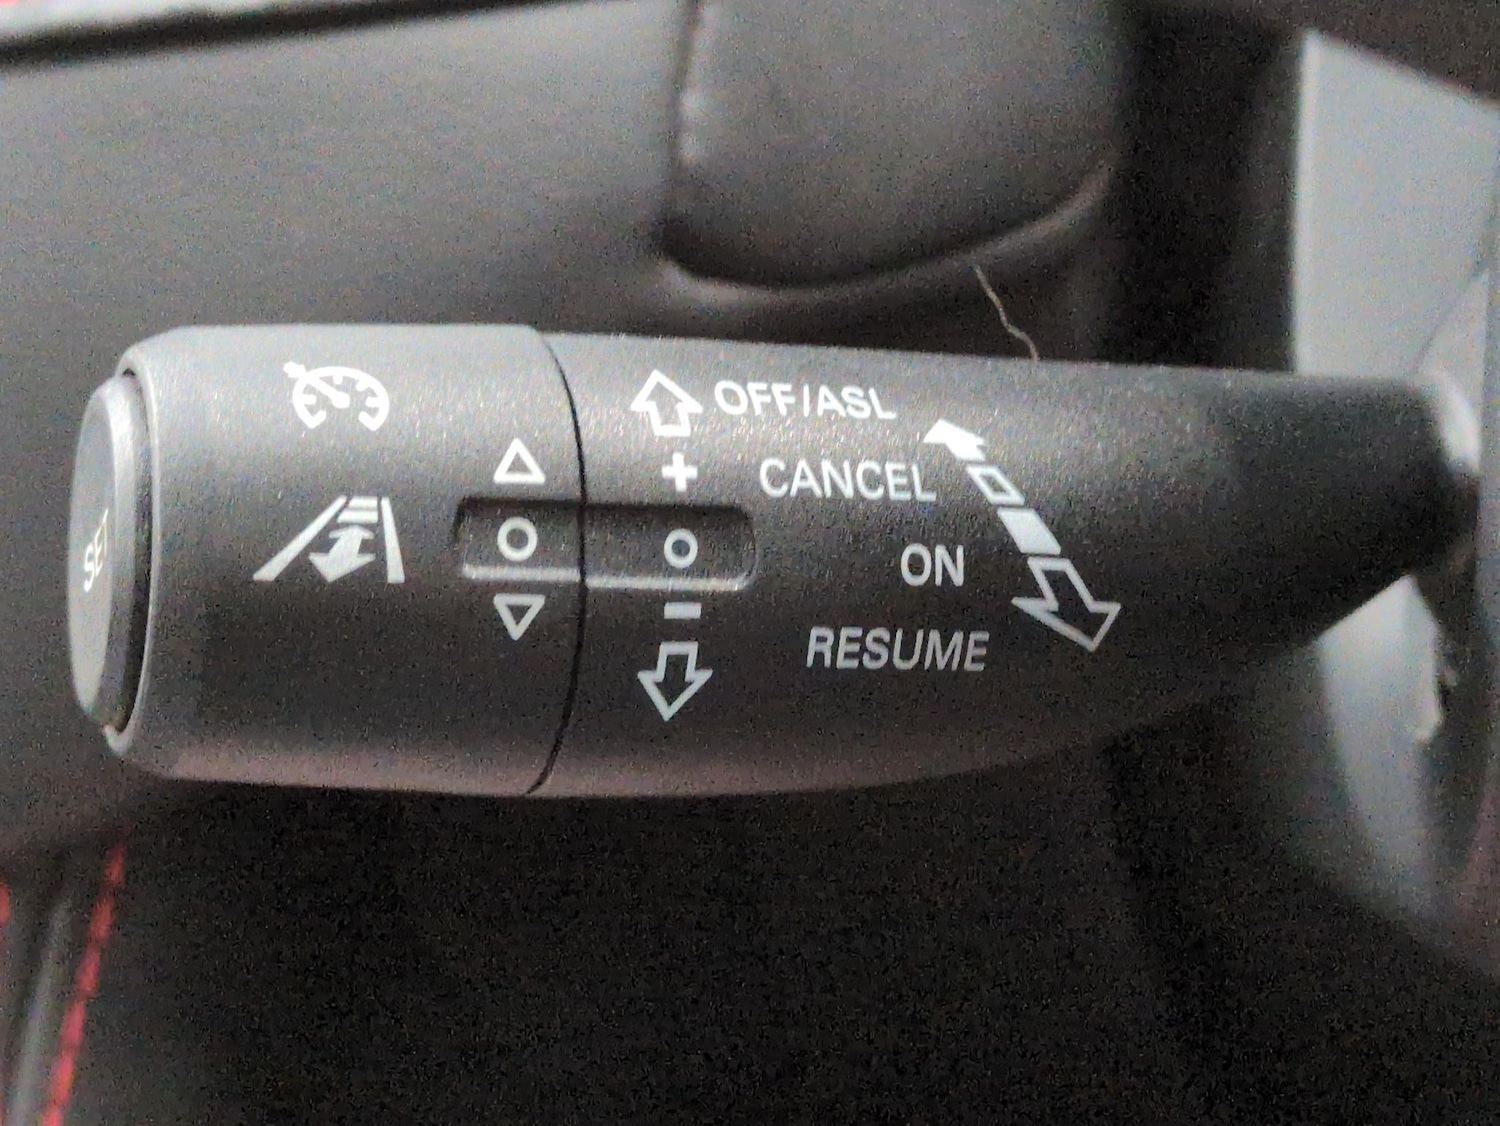 SET
OFF/ASL
+ CANCEL
ON
-
RESUME